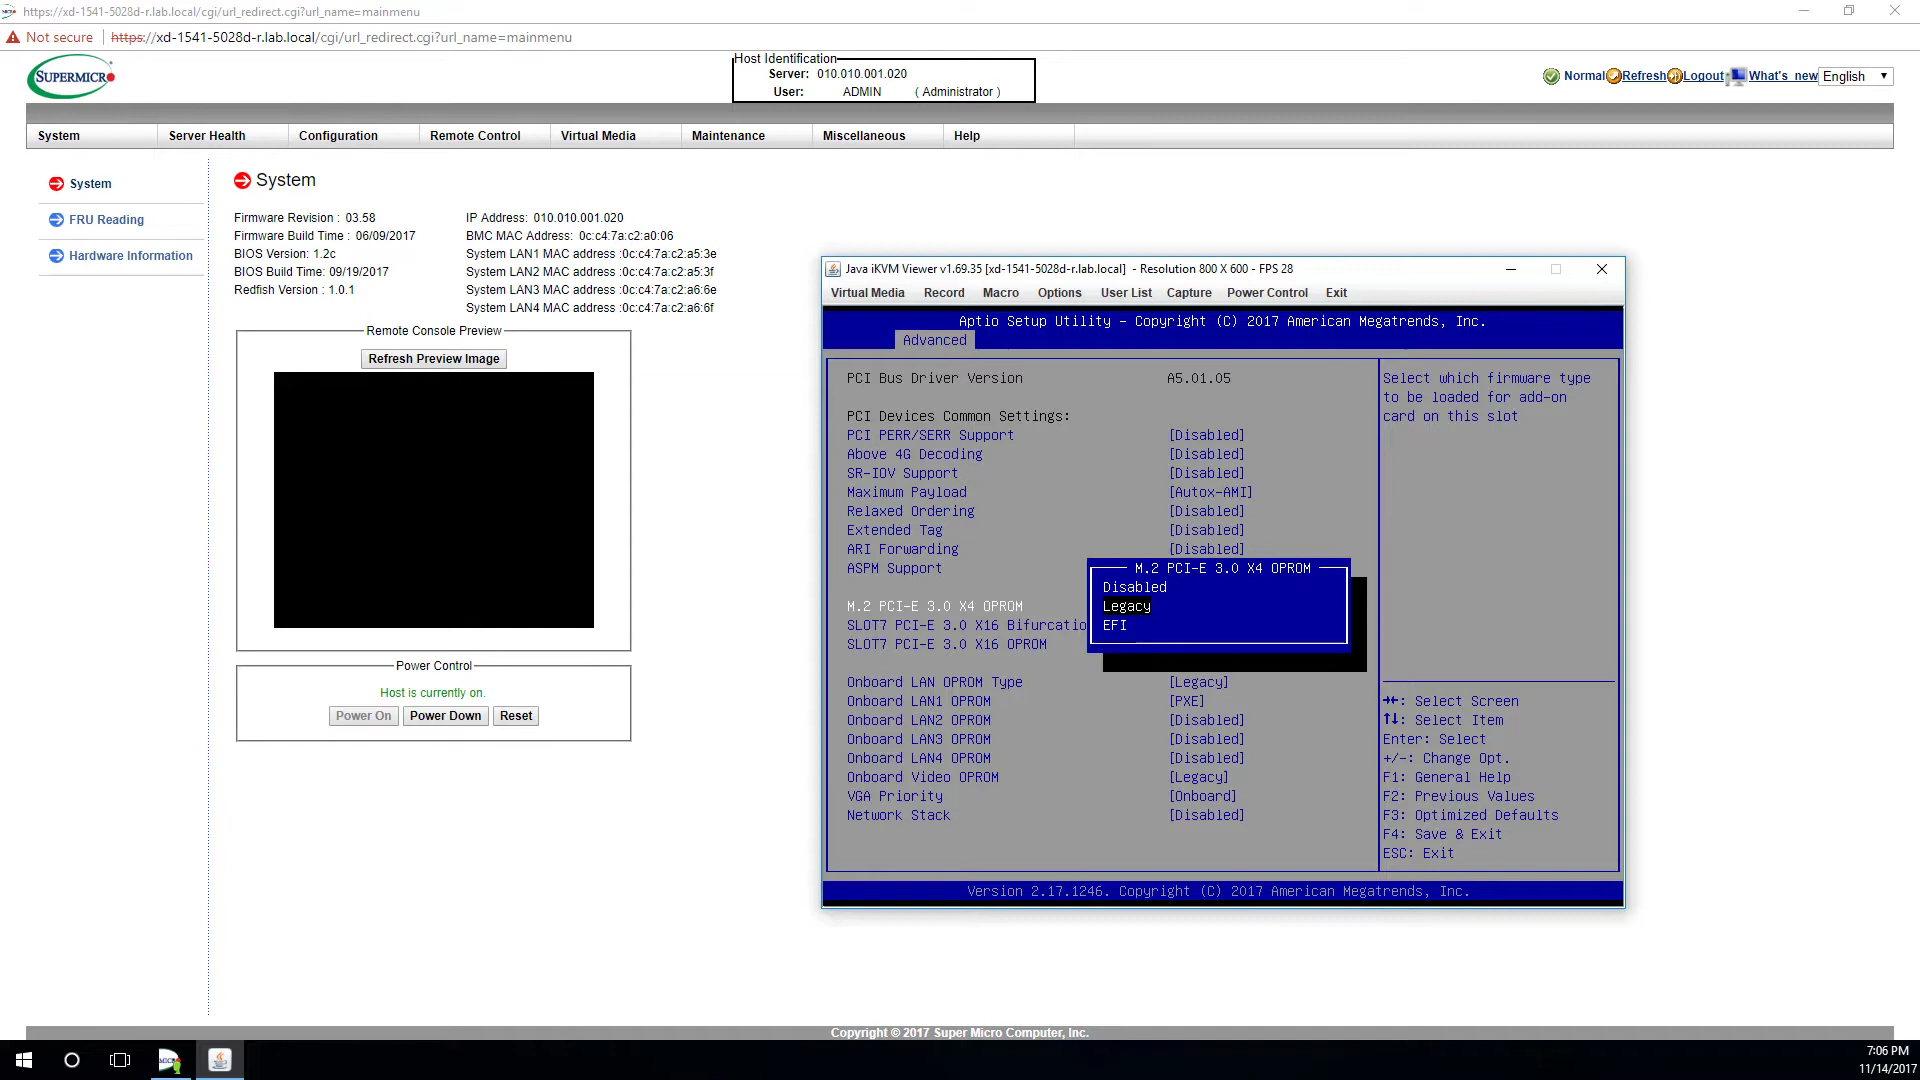 https://xd-1541-5028d-r.lab.local/cgi/url_redirect.cgi?url_name=mainmenu
Not secure https://xd-1541-5028d-r.lab.local/cgi/url_redirect.cgi?url_name=mainmenu
SUPERMICR
Host Identification
Server: 010.010.001.020
User: ADMIN ( Administrator )
Normal Refresh Logout What's new English
System Server Health Configuration Remote Control Virtual Media Maintenance Miscellaneous Help
System
FRU Reading
Hardware Information
System
Firmware Revision : 03.58
Firmware Build Time : 06/09/2017
BIOS Version: 1.2c
BIOS Build Time: 09/19/2017
Redfish Version : 1.0.1
IP Address: 010.010.001.020
BMC MAC Address: 0c:c4:7a:c2:a0:06
System LAN1 MAC address :0c:c4:7a:c2:a5:3e
System LAN2 MAC address :0c:c4:7a:c2:a5:3f
System LAN3 MAC address :0c:c4:7a:c2:a6:6e
System LAN4 MAC address :0c:c4:7a:c2:a6:6f
Remote Console Preview
Refresh Preview Image
Power Control
Host is currently on.
Power On Power Down Reset
Java iKVM Viewer v1.69.35 [xd-1541-5028d-r.lab.local] - Resolution 800 X 600 - FPS 28
Virtual Media Record Macro Options User List Capture Power Control Exit
Aptio Setup Utility - Copyright (C) 2017 American Megatrends, Inc.
Advanced
PCI Bus Driver Version A5.01.05
PCI Devices Common Settings:
PCI PERR/SERR Support [Disabled]
Above 4G Decoding [Disabled]
SR-IOV Support [Disabled]
Maximum Payload [Autox-AMI]
Relaxed Ordering [Disabled]
Extended Tag [Disabled]
ARI Forwarding [Disabled]
ASPM Support
M.2 PCI-E 3.0 X4 OPROM
SLOT7 PCI-E 3.0 X16 Bifurcatio
SLOT7 PCI-E 3.0 X16 OPROM
M.2 PCI-E 3.0 X4 OPROM
Disabled
Legacy
EFI
Onboard LAN OPROM Type [Legacy]
Onboard LAN1 OPROM [PXE]
Onboard LAN2 OPROM [Disabled]
Onboard LAN3 OPROM [Disabled]
Onboard LAN4 OPROM [Disabled]
Onboard Video OPROM [Legacy]
VGA Priority [Onboard]
Network Stack [Disabled]
Select which firmware type
to be loaded for add-on
card on this slot
→←: Select Screen
↑↓: Select Item
Enter: Select
+/-: Change Opt.
F1: General Help
F2: Previous Values
F3: Optimized Defaults
F4: Save & Exit
ESC: Exit
Version 2.17.1246. Copyright (C) 2017 American Megatrends, Inc.
Copyright © 2017 Super Micro Computer, Inc.
7:06 PM
11/14/2017